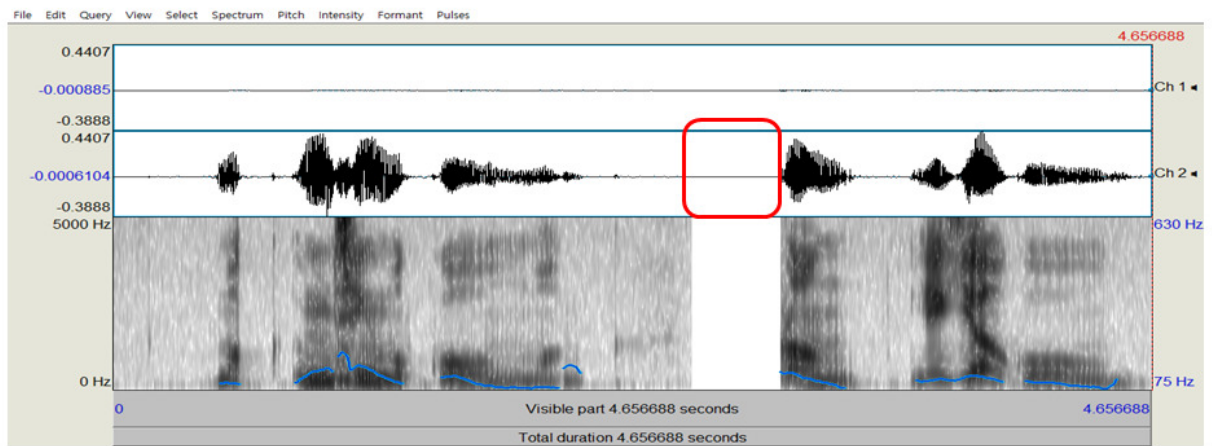 File Edit Query View Select Spectrum Pitch Intensity Formant Pulses
4.656688
0.4407
-0.000885
Ch 1
-0.3888
0.4407
-0.0006104
Ch 2
-0.3888
5000 Hz
630 Hz
0 Hz
75 Hz
0
Visible part 4.656688 seconds
4.656688
Total duration 4.656688 seconds